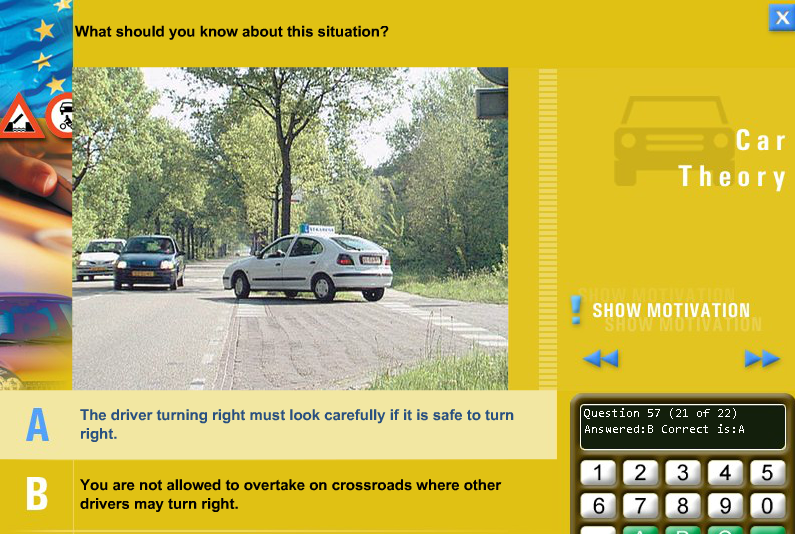 What should you know about this situation?
Car
Theory
SHOW MOTIVATION
A
The driver turning right must look carefully if it is safe to turn
right.
B
You are not allowed to overtake on crossroads where other
drivers may turn right.
Question 57 (21 of 22)
Answered:B Correct is:A
1 2 3 4 5
6 7 8 9 0